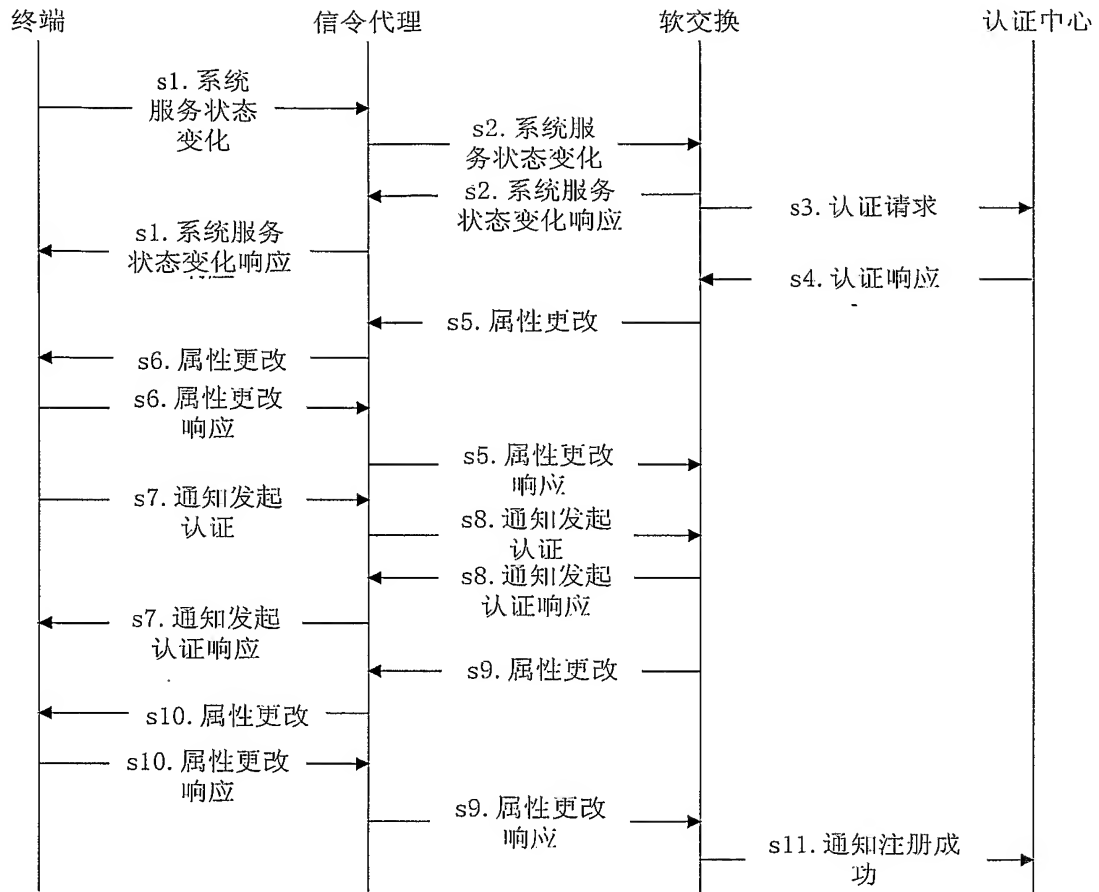 终端 信令代理 软交换 认证中心
s1.系统
服务状态
变化
s2.系统服
务状态变化
s2.系统服务
状态变化响应
s3.认证请求
s1.系统服务
状态变化响应
s4.认证响应
s5.属性更改
s6.属性更改
s6.属性更改
响应
s5.属性更改
响应
s7.通知发起
认证
s8.通知发起
认证
s8.通知发起
认证响应
s7.通知发起
认证响应
s9.属性更改
s10.属性更改
s10.属性更改
响应
s9.属性更改
响应
s11.通知注册成
功